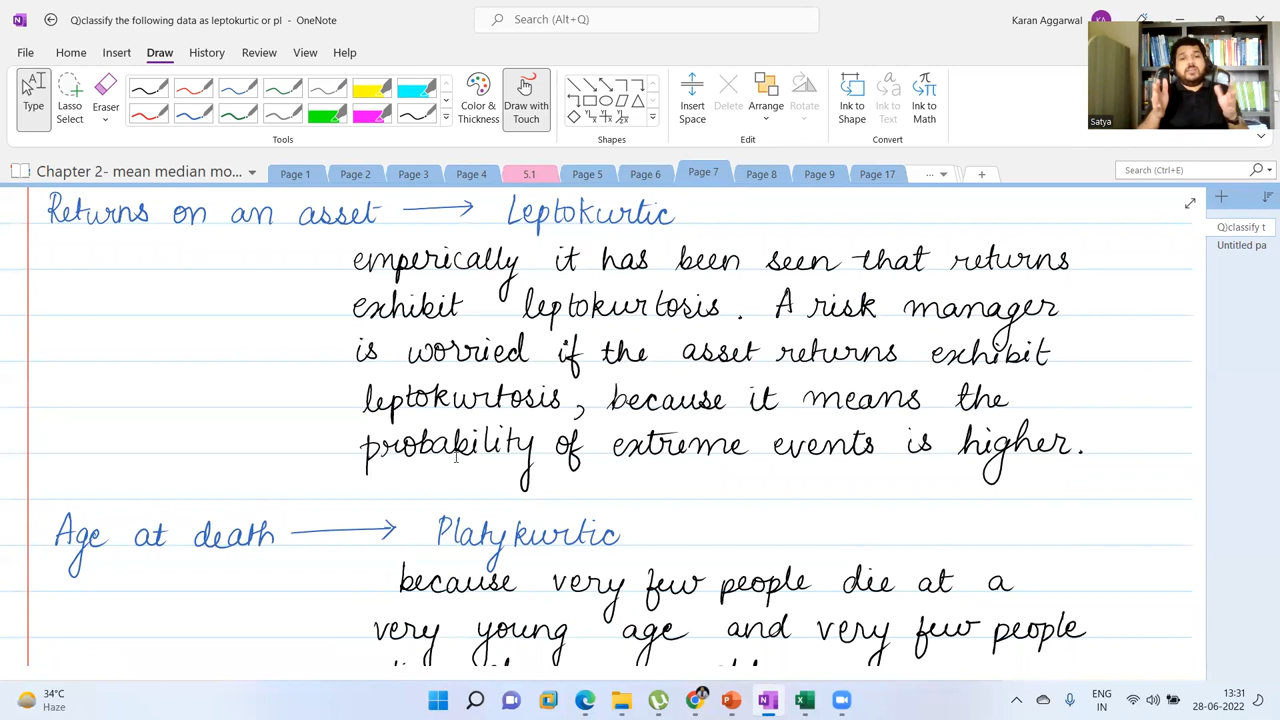 Q)classify the following data as leptokurtic or pl - OneNote
Search (Alt+Q)
Karan Aggarwal
KA
File Home Insert Draw History Review View Help
Type
Lasso Select
Eraser
Color & Thickness
Draw with Touch
Insert Space
Delete
Arrange
Rotate
Ink to Shape
Ink to Text
Ink to Math
Tools
Shapes
Edit
Convert
Satya
Chapter 2- mean median mo...
Page 1 Page 2 Page 3 Page 4 5.1 Page 5 Page 6 Page 7 Page 8 Page 9 Page 17 ...
Search (Ctrl+E)
Q)classify t
Untitled pa
Returns on an asset → Leptokurtic
emperically it has been seen that returns
exhibit leptokurtosis. A risk manager
is worried if the asset returns exhibit
leptokurtosis, because it means the
probability of extreme events is higher.
Age at death → Platykurtic
because very few people die at a
very young age and very few people
34°C
Haze
ENG
IN
13:31
28-06-2022